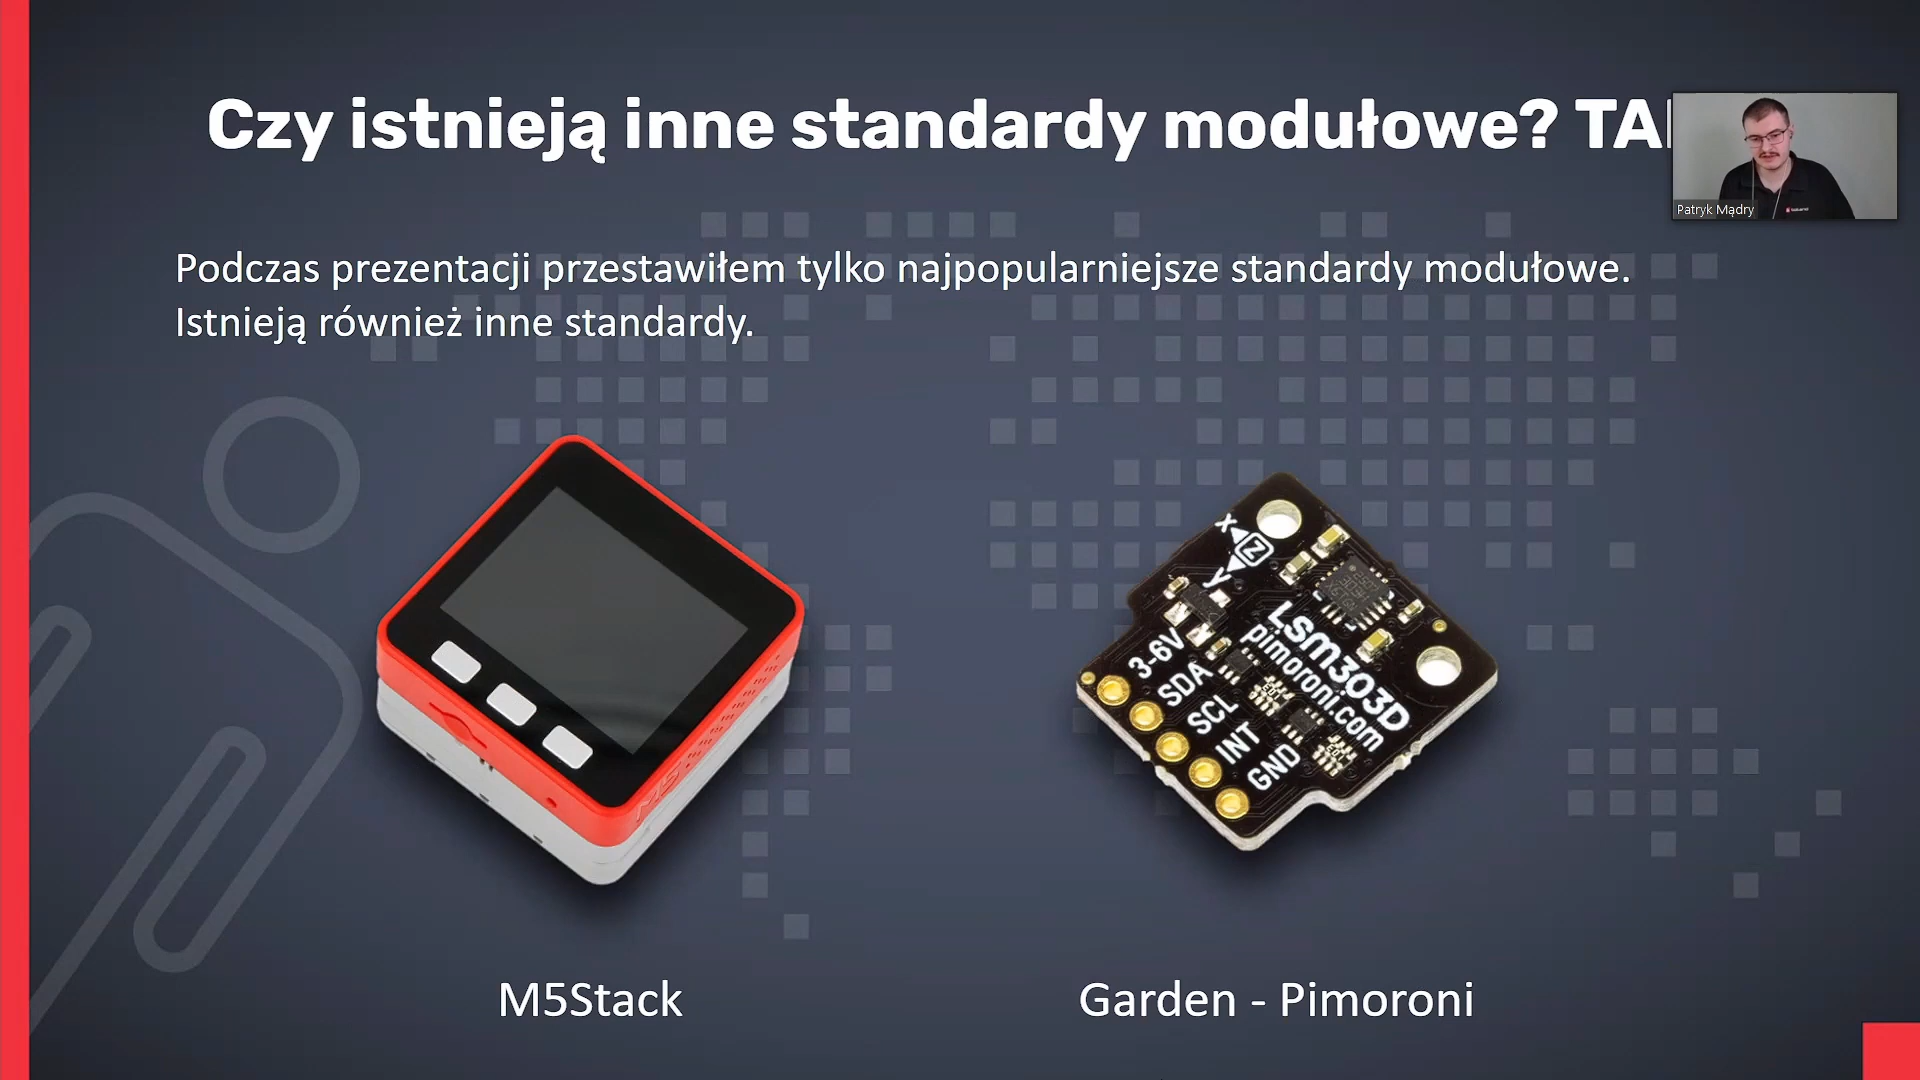 Czy istnieją inne standardy modułowe? TA
Patryk Mądry
Podczas prezentacji przestawiłem tylko najpopularniejsze standardy modułowe.
Istnieją również inne standardy.
x
Z
y
LSM303D
pimoroni.com
3-6V
SDA
SCL
INT
GND
M5Stack
Garden - Pimoroni